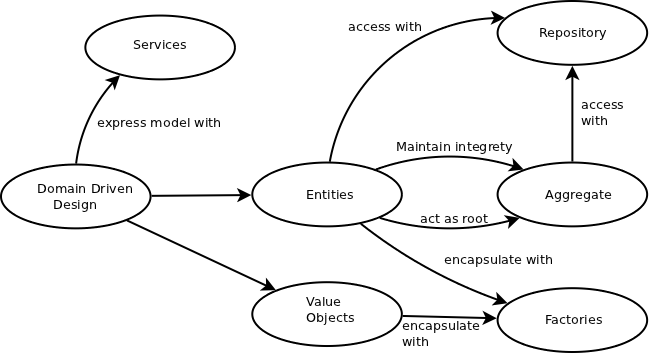 Services
Repository
access with
express model with
access
with
Maintain integrety
Domain Driven
Design
Entities
Aggregate
act as root
encapsulate with
Value
Objects
encapsulate
with
Factories